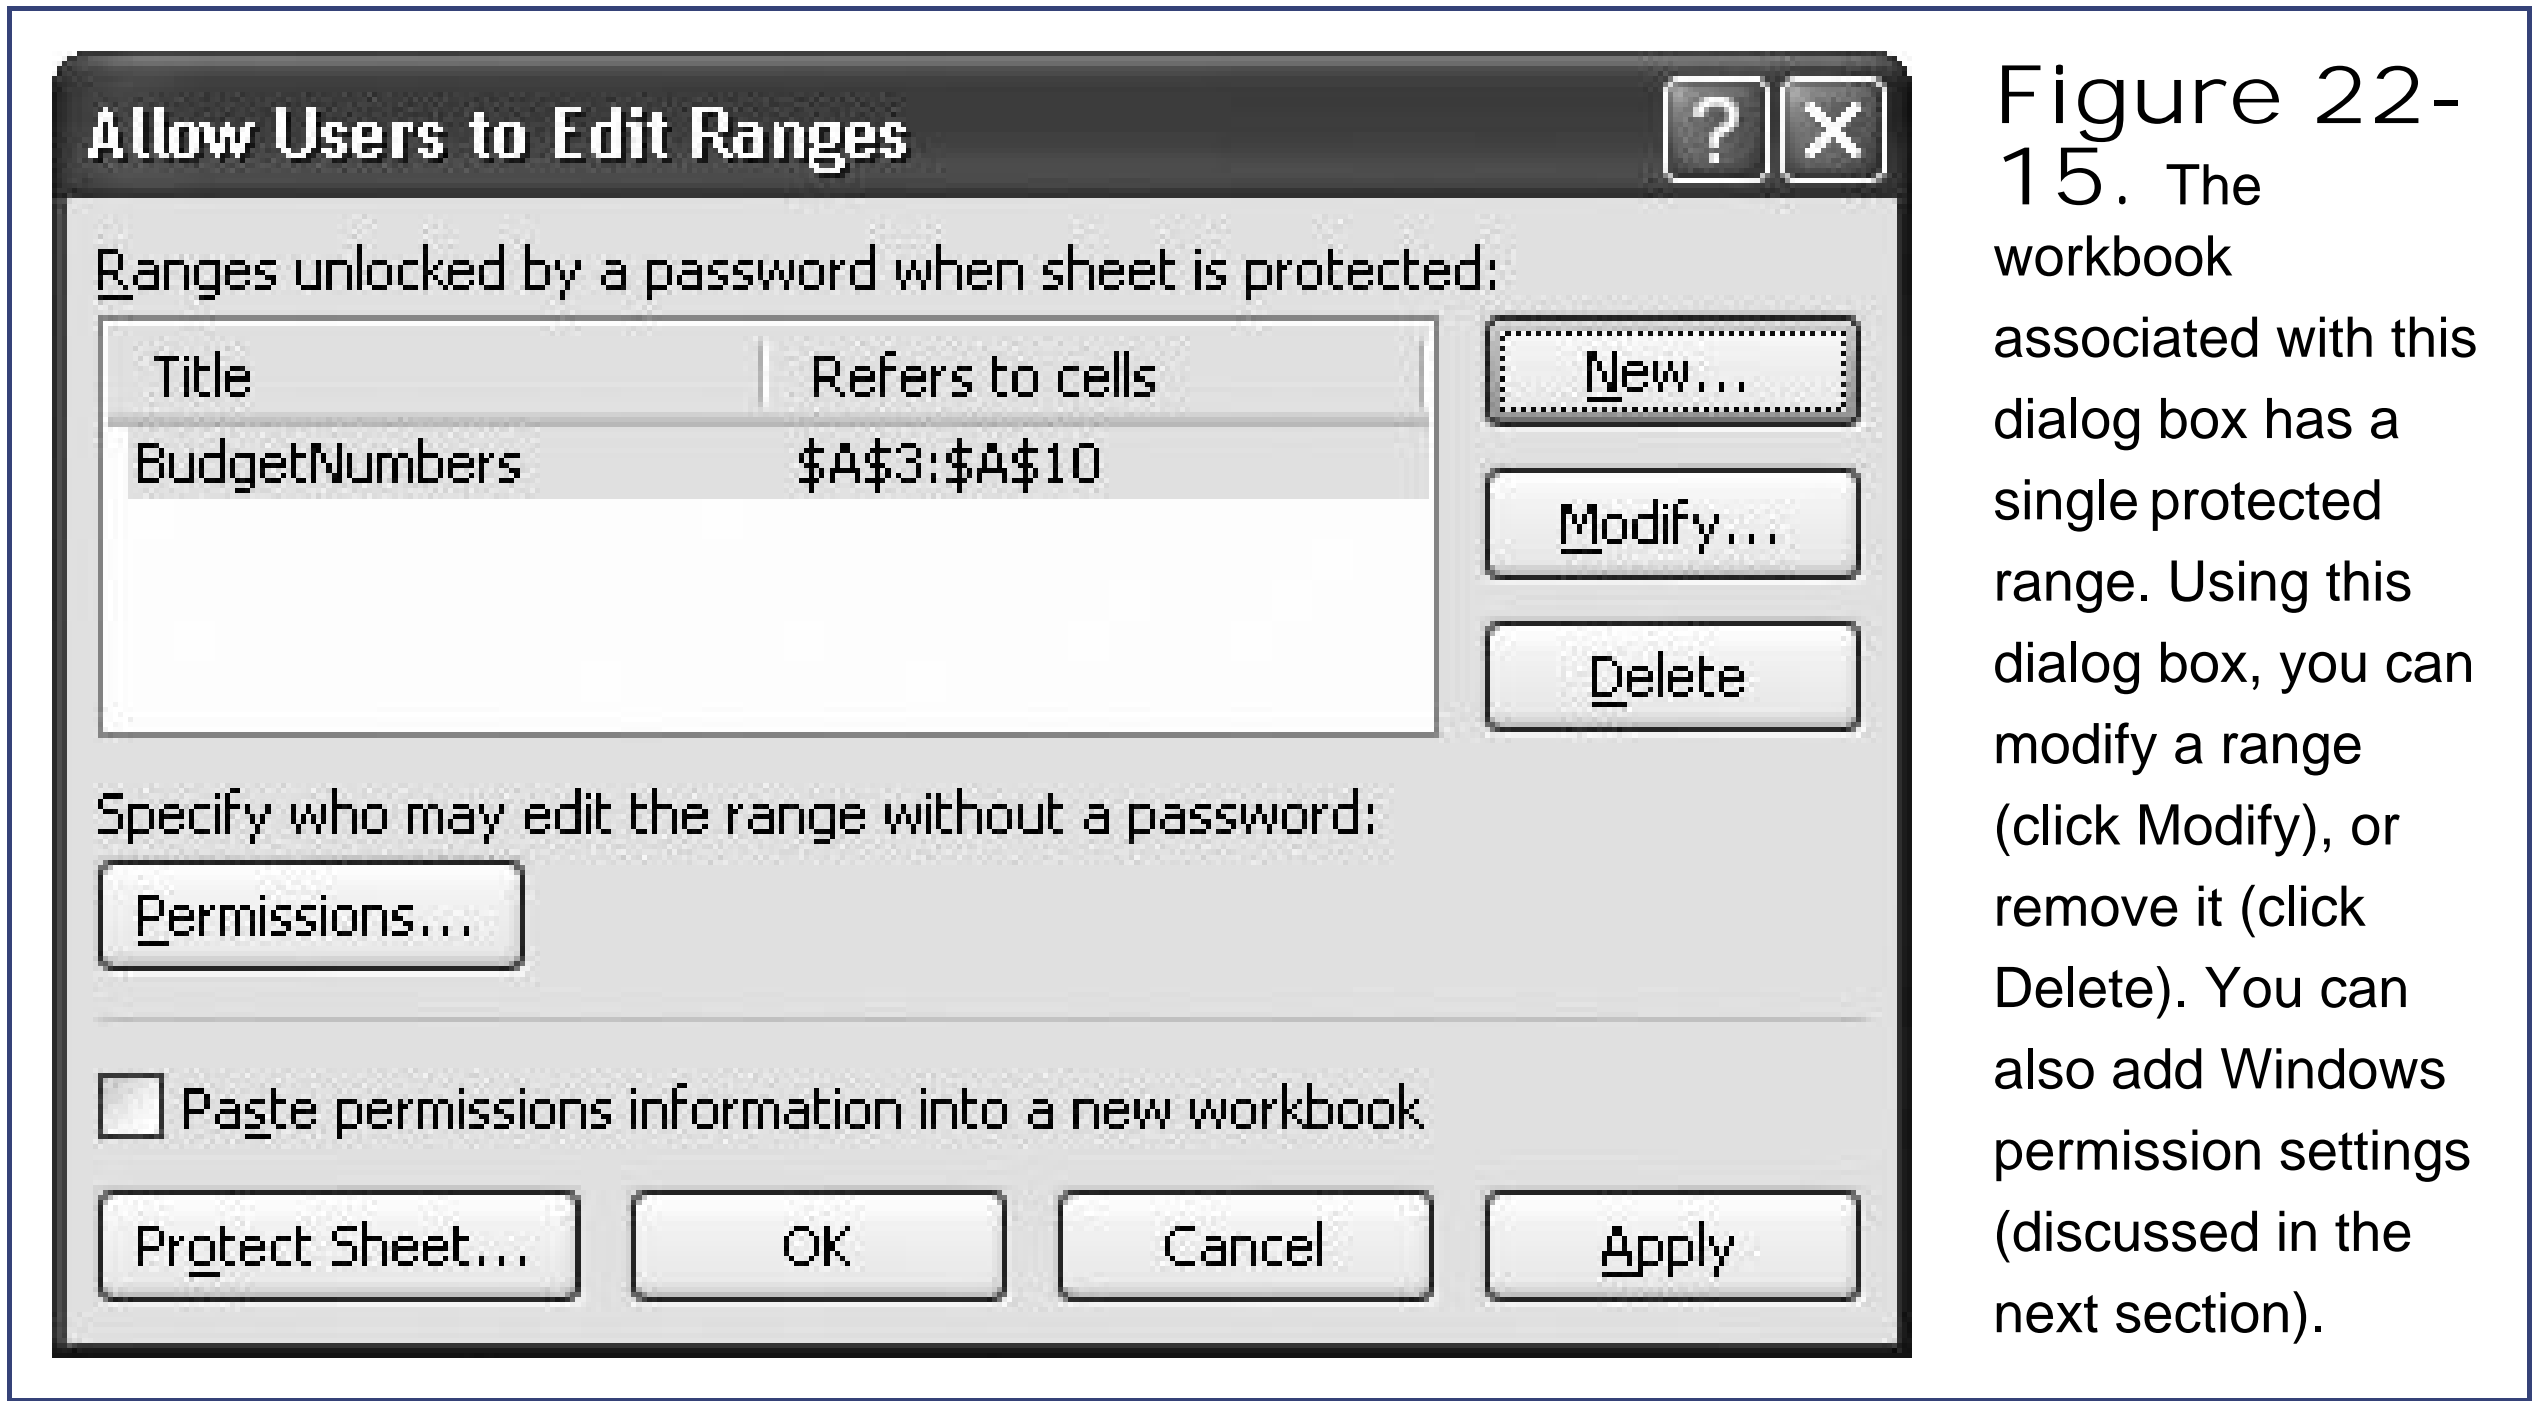 Allow Users to Edit Ranges
?
Ranges unlocked by a password when sheet is protected:
Title Refers to cells
BudgetNumbers $A$3:$A$10
New...
Modify...
Delete
Specify who may edit the range without a password:
Permissions...
Paste permissions information into a new workbook
Protect Sheet... OK Cancel Apply
Figure 22-
15. The
workbook
associated with this
dialog box has a
single protected
range. Using this
dialog box, you can
modify a range
(click Modify), or
remove it (click
Delete). You can
also add Windows
permission settings
(discussed in the
next section).